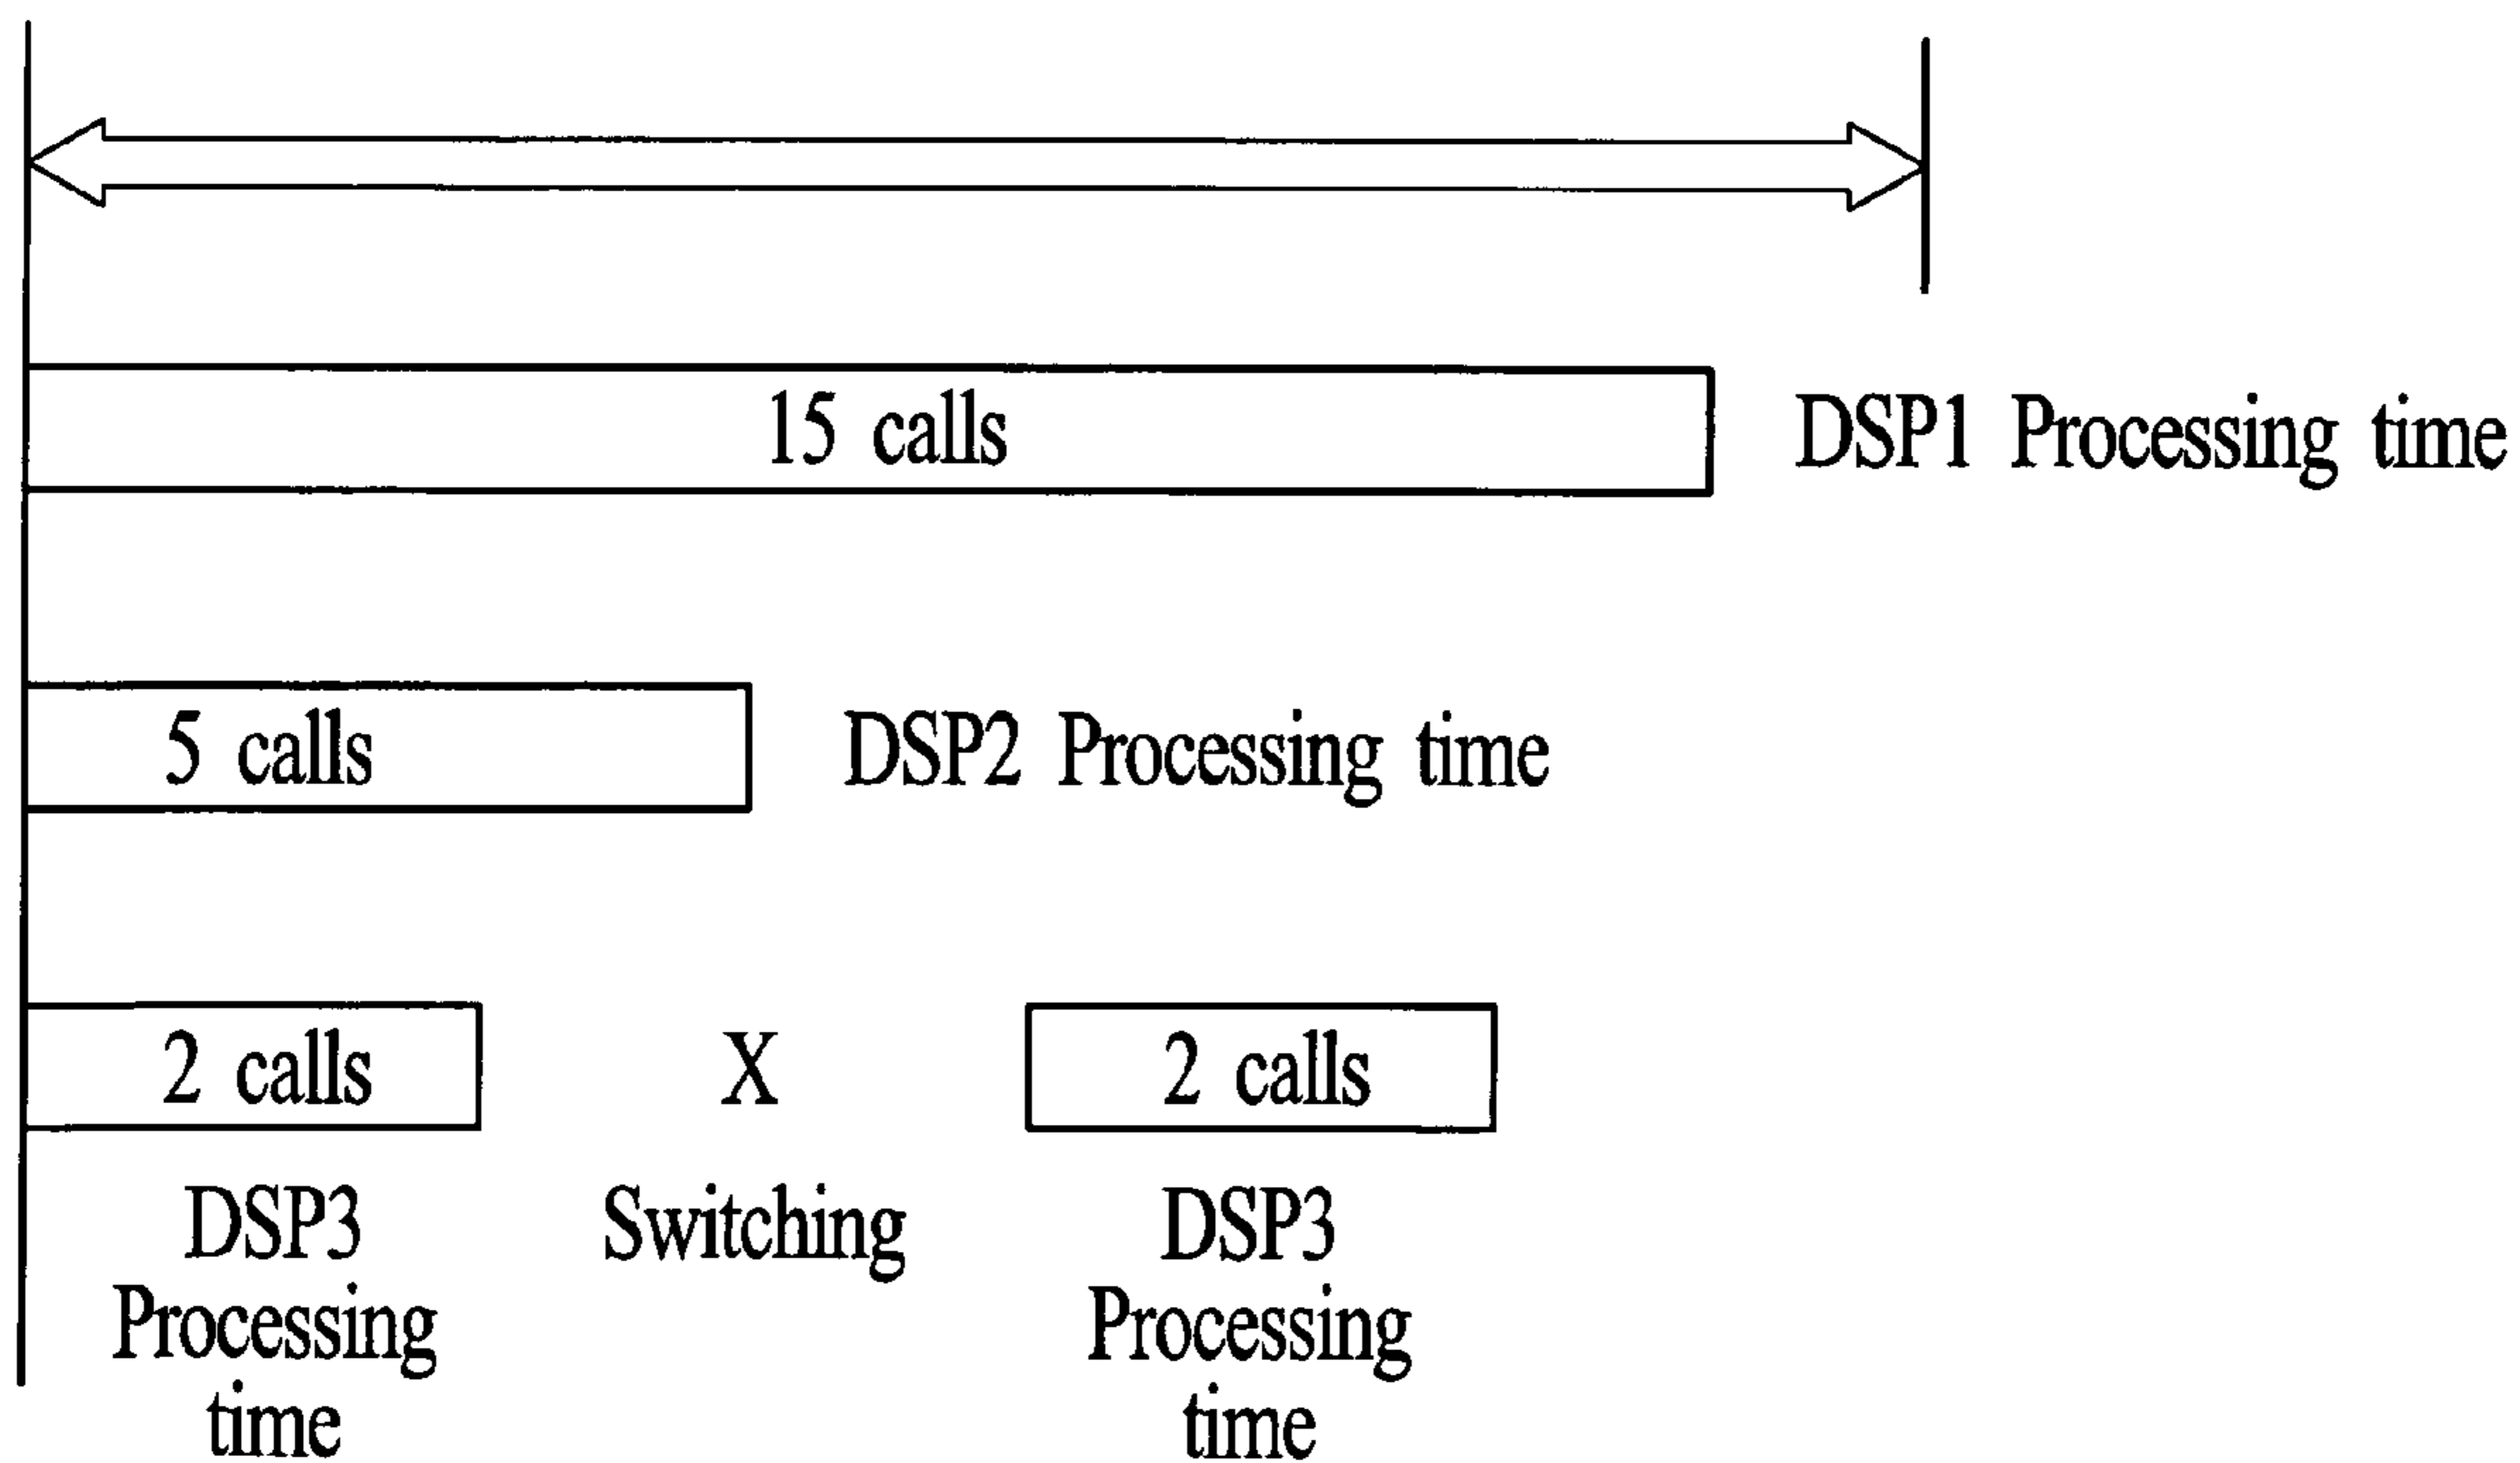 15 calls
DSP1 Processing time
5 calls
DSP2 Processing time
2 calls
X
2 calls
DSP3
Processing
time
Switching
DSP3
Processing
time